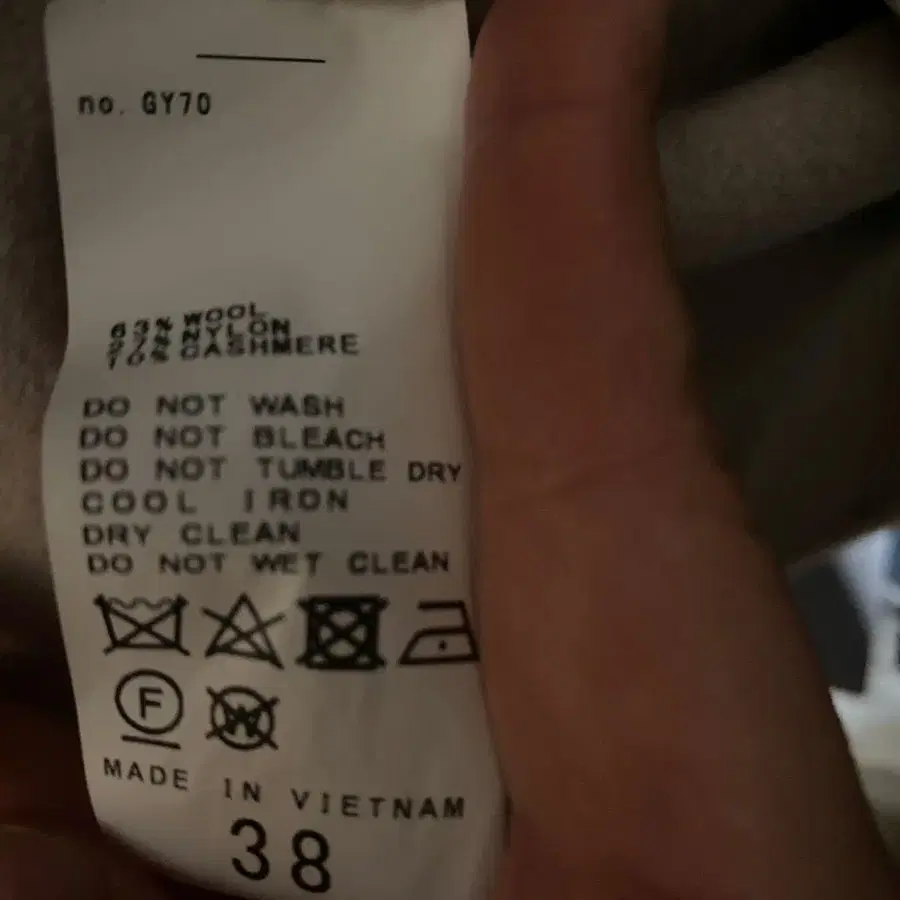 no. GY70
63% WOOL
27% NYLON
10% CASHMERE
DO NOT WASH
DO NOT BLEACH
DO NOT TUMBLE DRY
COOL IRON
DRY CLEAN
DO NOT WET CLEAN
F W
MADE IN VIETNAM
38